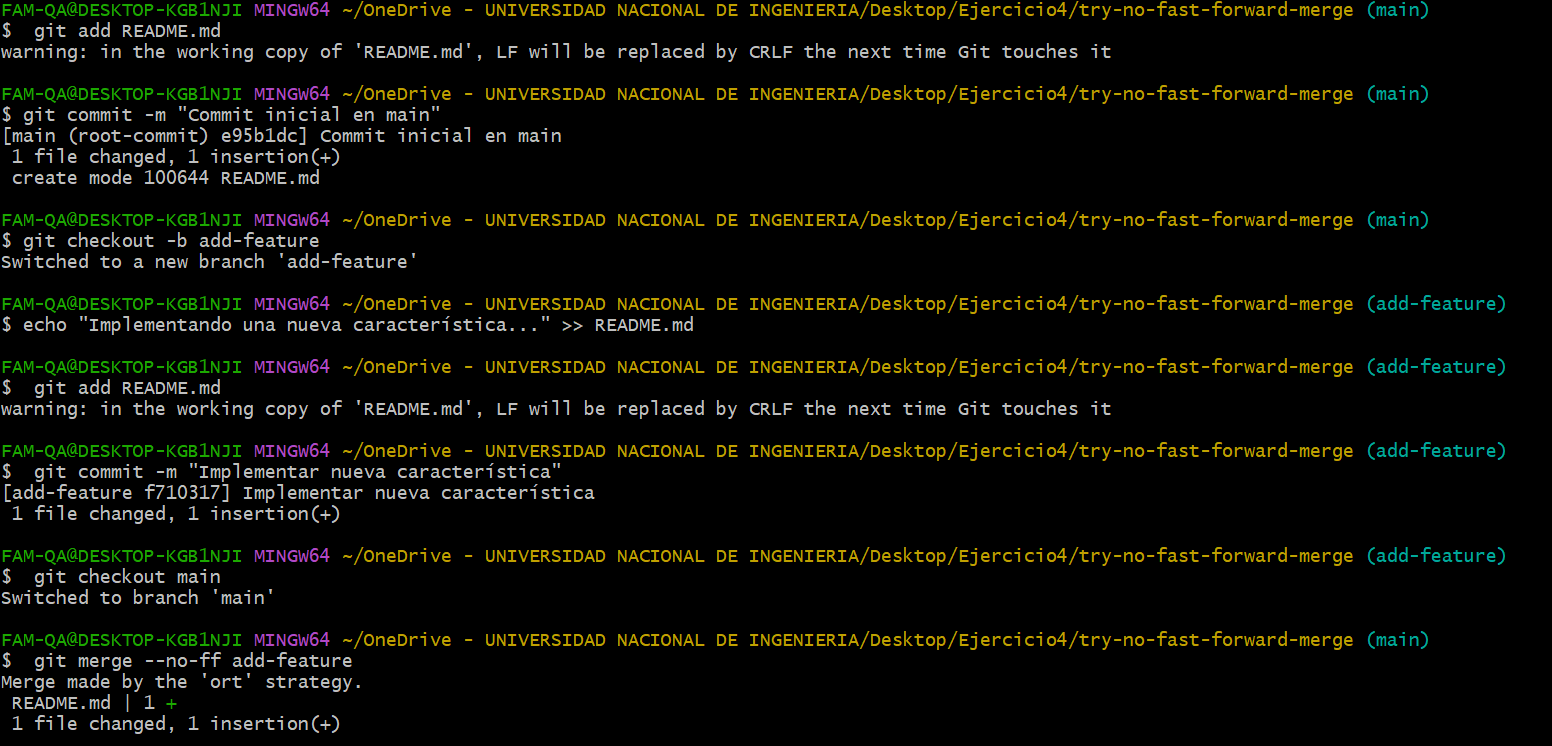 FAM-QA@DESKTOP-KGB1NJI MINGW64 ~/OneDrive - UNIVERSIDAD NACIONAL DE INGENIERIA/Desktop/Ejercicio4/try-no-fast-forward-merge (main)
$  git add README.md
warning: in the working copy of 'README.md', LF will be replaced by CRLF the next time Git touches it

FAM-QA@DESKTOP-KGB1NJI MINGW64 ~/OneDrive - UNIVERSIDAD NACIONAL DE INGENIERIA/Desktop/Ejercicio4/try-no-fast-forward-merge (main)
$ git commit -m "Commit inicial en main"
[main (root-commit) e95b1dc] Commit inicial en main
 1 file changed, 1 insertion(+)
 create mode 100644 README.md

FAM-QA@DESKTOP-KGB1NJI MINGW64 ~/OneDrive - UNIVERSIDAD NACIONAL DE INGENIERIA/Desktop/Ejercicio4/try-no-fast-forward-merge (main)
$ git checkout -b add-feature
Switched to a new branch 'add-feature'

FAM-QA@DESKTOP-KGB1NJI MINGW64 ~/OneDrive - UNIVERSIDAD NACIONAL DE INGENIERIA/Desktop/Ejercicio4/try-no-fast-forward-merge (add-feature)
$ echo "Implementando una nueva característica..." >> README.md

FAM-QA@DESKTOP-KGB1NJI MINGW64 ~/OneDrive - UNIVERSIDAD NACIONAL DE INGENIERIA/Desktop/Ejercicio4/try-no-fast-forward-merge (add-feature)
$  git add README.md
warning: in the working copy of 'README.md', LF will be replaced by CRLF the next time Git touches it

FAM-QA@DESKTOP-KGB1NJI MINGW64 ~/OneDrive - UNIVERSIDAD NACIONAL DE INGENIERIA/Desktop/Ejercicio4/try-no-fast-forward-merge (add-feature)
$  git commit -m "Implementar nueva característica"
[add-feature f710317] Implementar nueva característica
 1 file changed, 1 insertion(+)

FAM-QA@DESKTOP-KGB1NJI MINGW64 ~/OneDrive - UNIVERSIDAD NACIONAL DE INGENIERIA/Desktop/Ejercicio4/try-no-fast-forward-merge (add-feature)
$  git checkout main
Switched to branch 'main'

FAM-QA@DESKTOP-KGB1NJI MINGW64 ~/OneDrive - UNIVERSIDAD NACIONAL DE INGENIERIA/Desktop/Ejercicio4/try-no-fast-forward-merge (main)
$  git merge --no-ff add-feature
Merge made by the 'ort' strategy.
 README.md | 1 +
 1 file changed, 1 insertion(+)